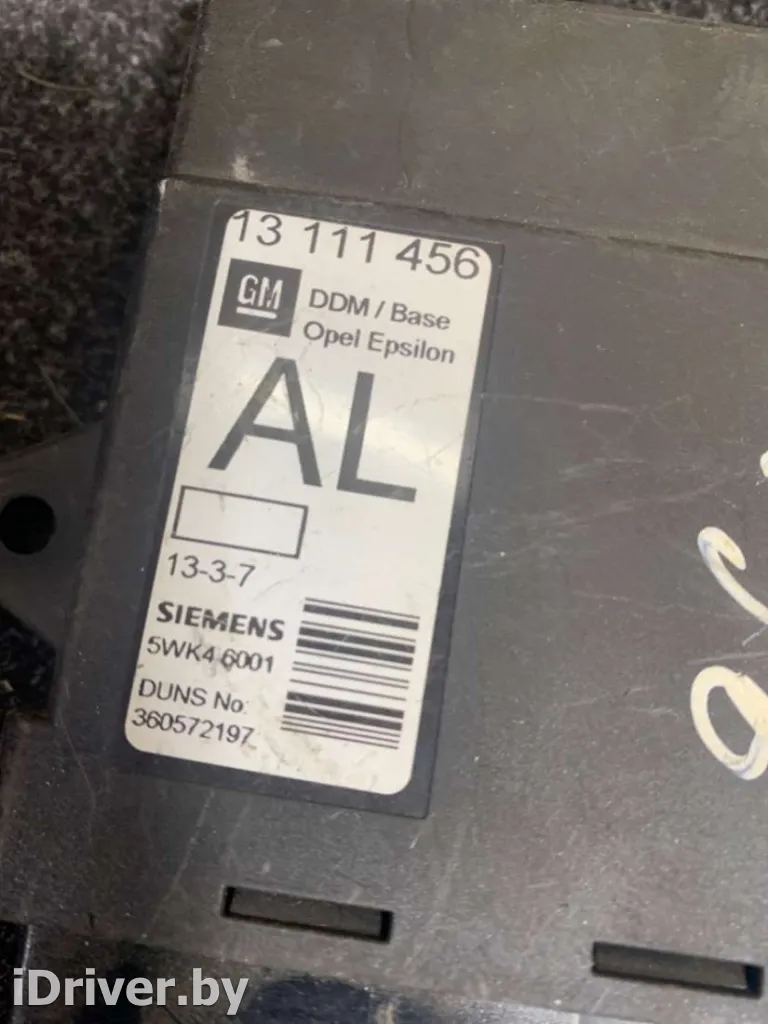 13 111 456
GM
DDM / Base
Opel Epsilon
AL
13-3-7
SIEMENS
5WK4 6001
DUNS No:
360572197
iDriver.by